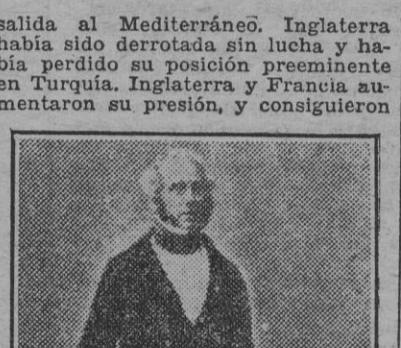 salida al Mediterráneo. Inglaterra
había sido derrotada sin lucha y ha-
bía perdido su posición preeminente
en Turquía. Inglaterra y Francia au-
mentaron su presión, y consiguieron